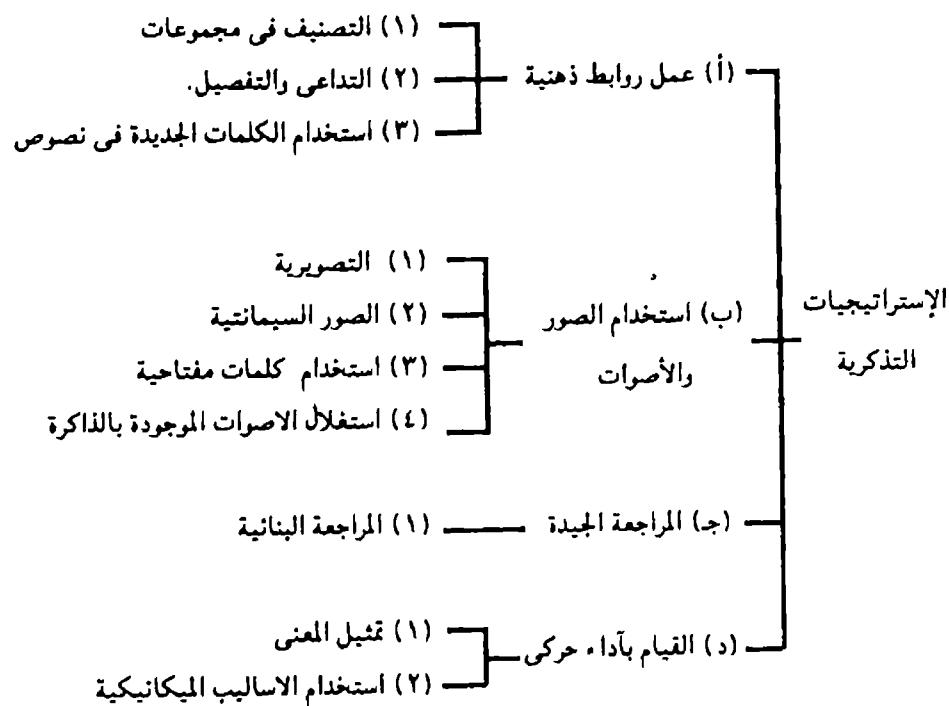 الإستراتيجيات
التذكرية
(أ) عمل روابط ذهنية
(١) التصنيف فى مجموعات
(٢) التداعى والتفصيل.
(٣) استخدام الكلمات الجديدة فى نصوص
(ب) استخدام الصور
والأصوات
(١) التصويرية
(٢) الصور السيمانتية
(٣) استخدام كلمات مفتاحية
(٤) استغلال الاصوات الموجودة بالذاكرة
(جـ) المراجعة الجيدة
(١) المراجعة البنائية
(د) القيام بآداء حركى
(١) تمثيل المعنى
(٢) استخدام الاساليب الميكانيكية